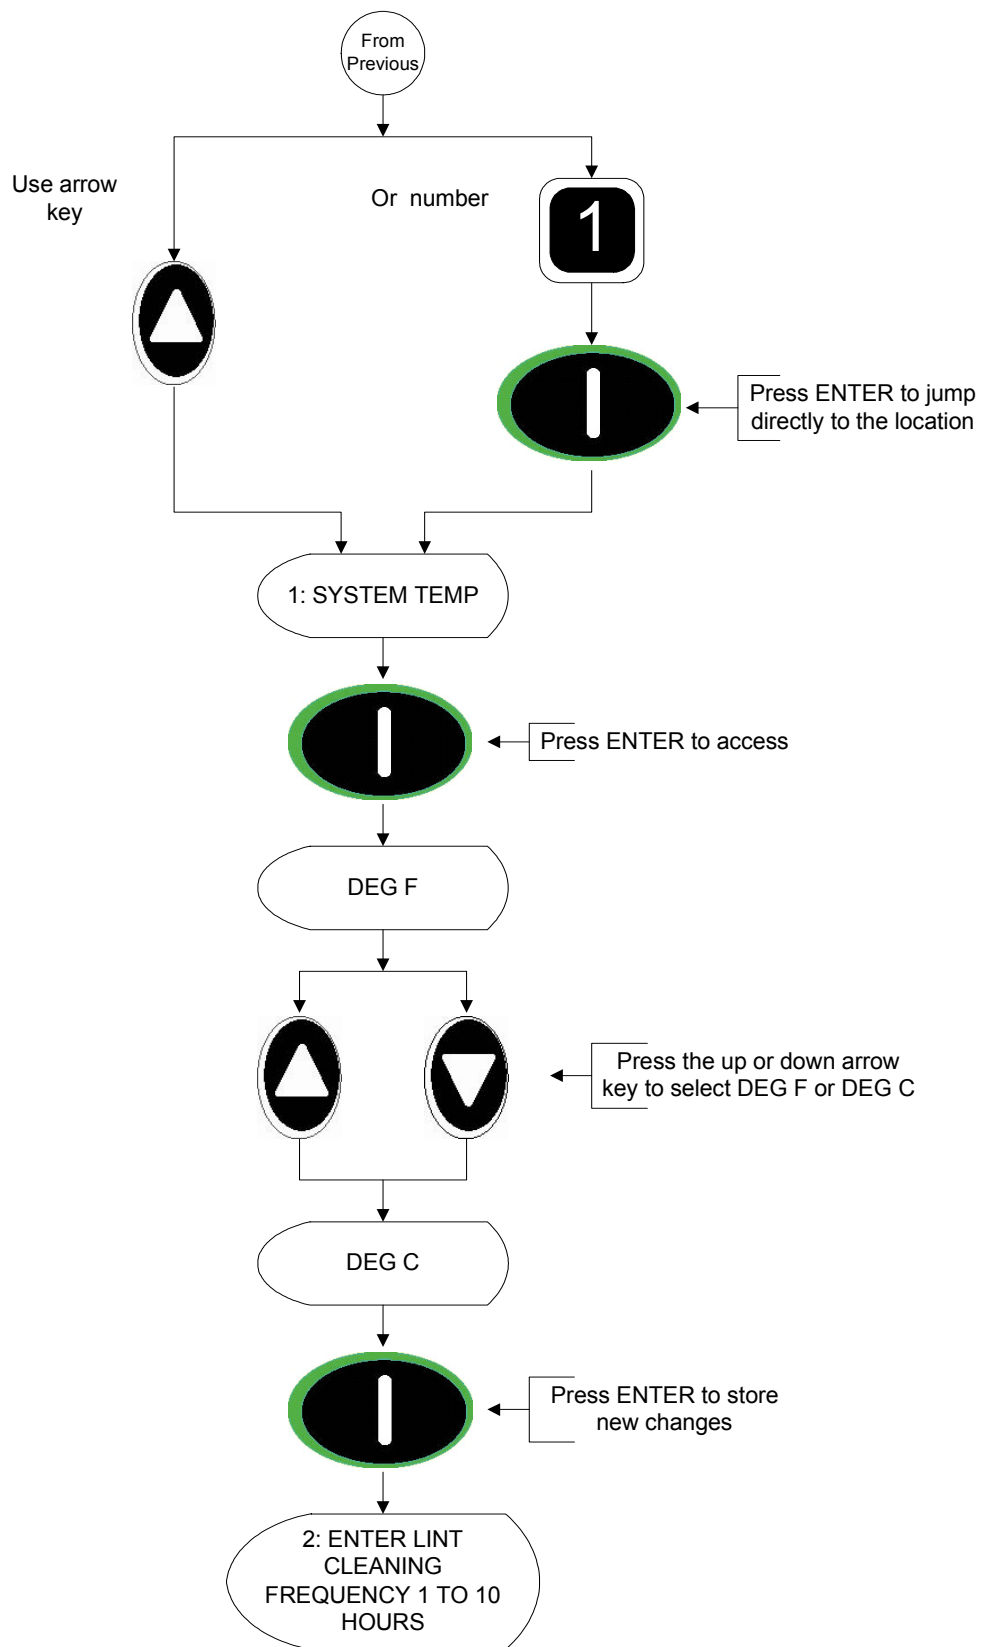 From
Previous
Use arrow
key
Or number
1
Press ENTER to jump
directly to the location
1: SYSTEM TEMP
Press ENTER to access
DEG F
Press the up or down arrow
key to select DEG F or DEG C
DEG C
Press ENTER to store
new changes
2: ENTER LINT
CLEANING
FREQUENCY 1 TO 10
HOURS